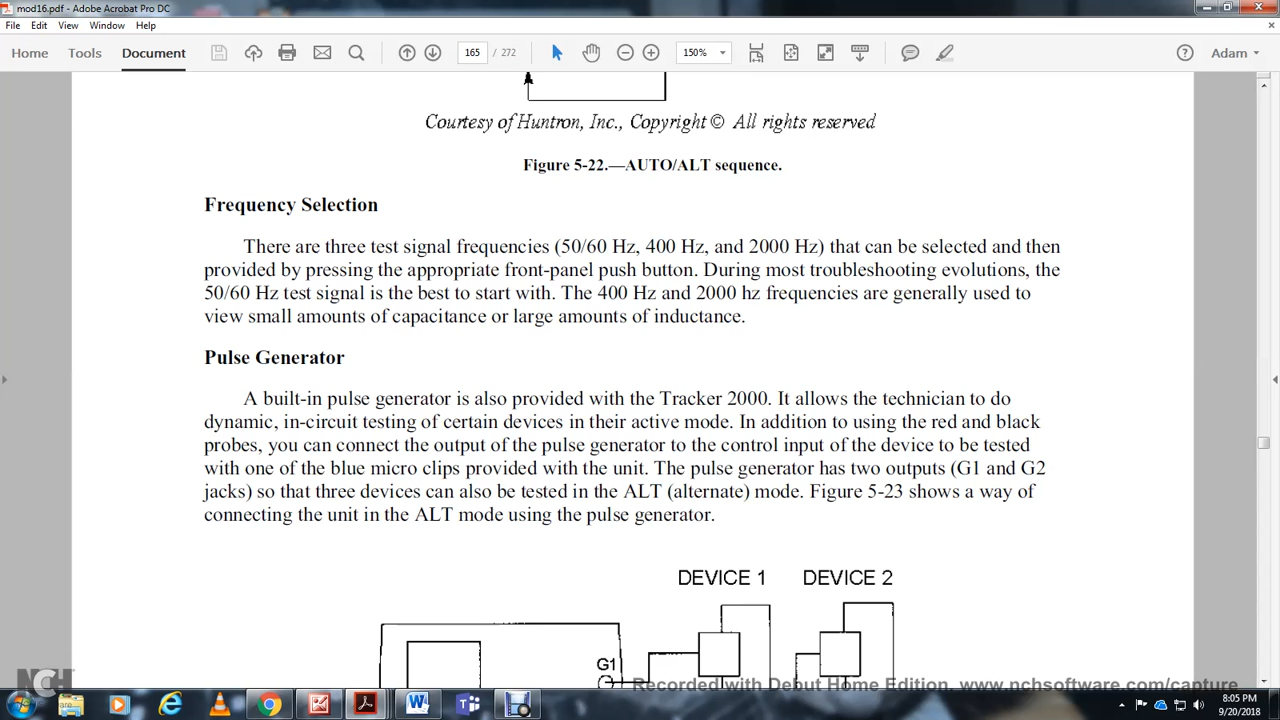 mod16.pdf - Adobe Acrobat Pro DC
File Edit View Window Help
Home Tools Document 165 / 272 150% Adam
Courtesy of Huntron, Inc., Copyright © All rights reserved
Figure 5-22.—AUTO/ALT sequence.
Frequency Selection
There are three test signal frequencies (50/60 Hz, 400 Hz, and 2000 Hz) that can be selected and then
provided by pressing the appropriate front-panel push button. During most troubleshooting evolutions, the
50/60 Hz test signal is the best to start with. The 400 Hz and 2000 hz frequencies are generally used to
view small amounts of capacitance or large amounts of inductance.
Pulse Generator
A built-in pulse generator is also provided with the Tracker 2000. It allows the technician to do
dynamic, in-circuit testing of certain devices in their active mode. In addition to using the red and black
probes, you can connect the output of the pulse generator to the control input of the device to be tested
with one of the blue micro clips provided with the unit. The pulse generator has two outputs (G1 and G2
jacks) so that three devices can also be tested in the ALT (alternate) mode. Figure 5-23 shows a way of
connecting the unit in the ALT mode using the pulse generator.
DEVICE 1 DEVICE 2
G1
NCH
Recorded with Debut Home Edition. www.nchsoftware.com/capture
8:05 PM
9/20/2018